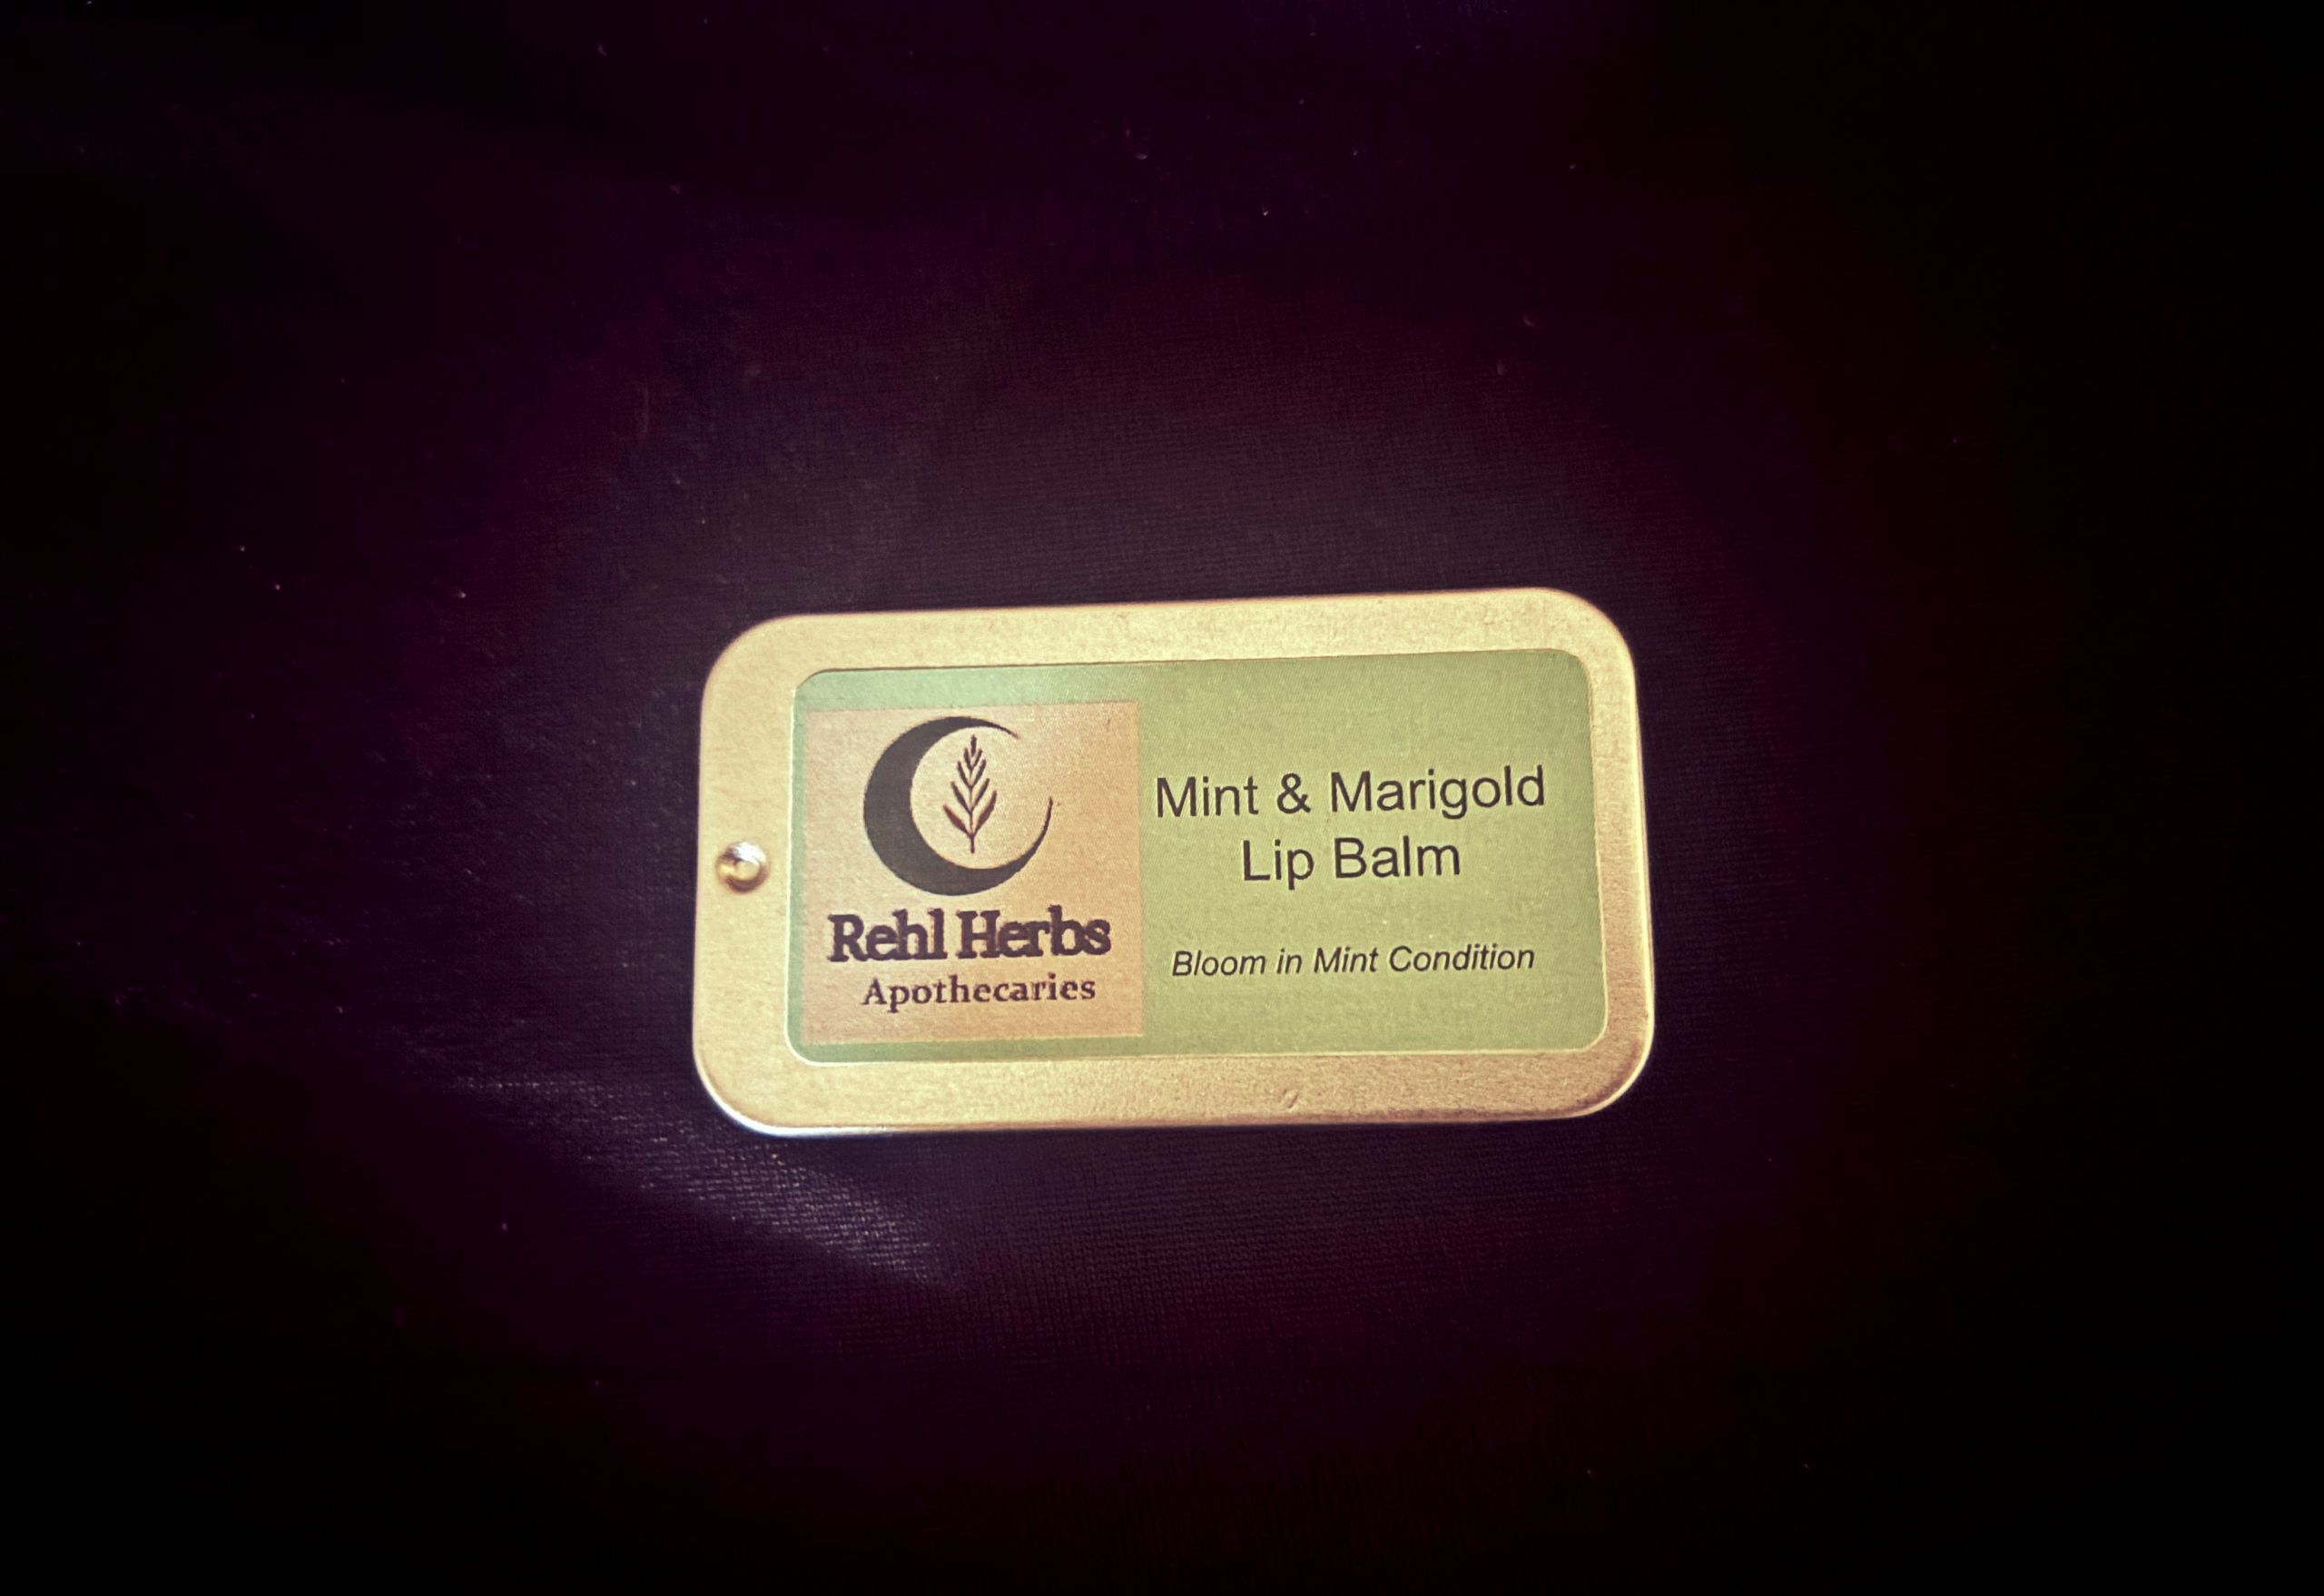 Rehl Herbs
Apothecaries
Mint & Marigold
Lip Balm
Bloom in Mint Condition